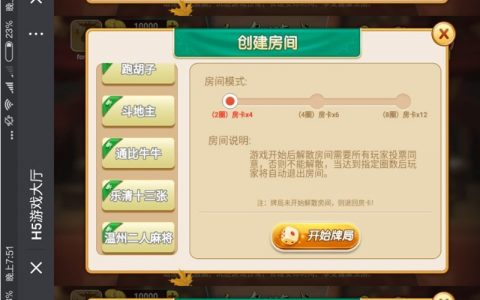 创建房间
跑胡子
斗地主
通比牛牛
乐清十三张
温州二人麻将
房间模式:
(2圈) 房卡x4
(4圈) 房卡x6
(8圈) 房卡x12
房间说明:
游戏开始后解散房间需要所有玩家投票同
意，否则不能解散，当达到指定圈数后玩
家将自动退出房间。
注: 牌局未开始解散房间，则退回房卡!
开始牌局
H5游戏大厅
晚上7:51
23%
晚上7:5
10000